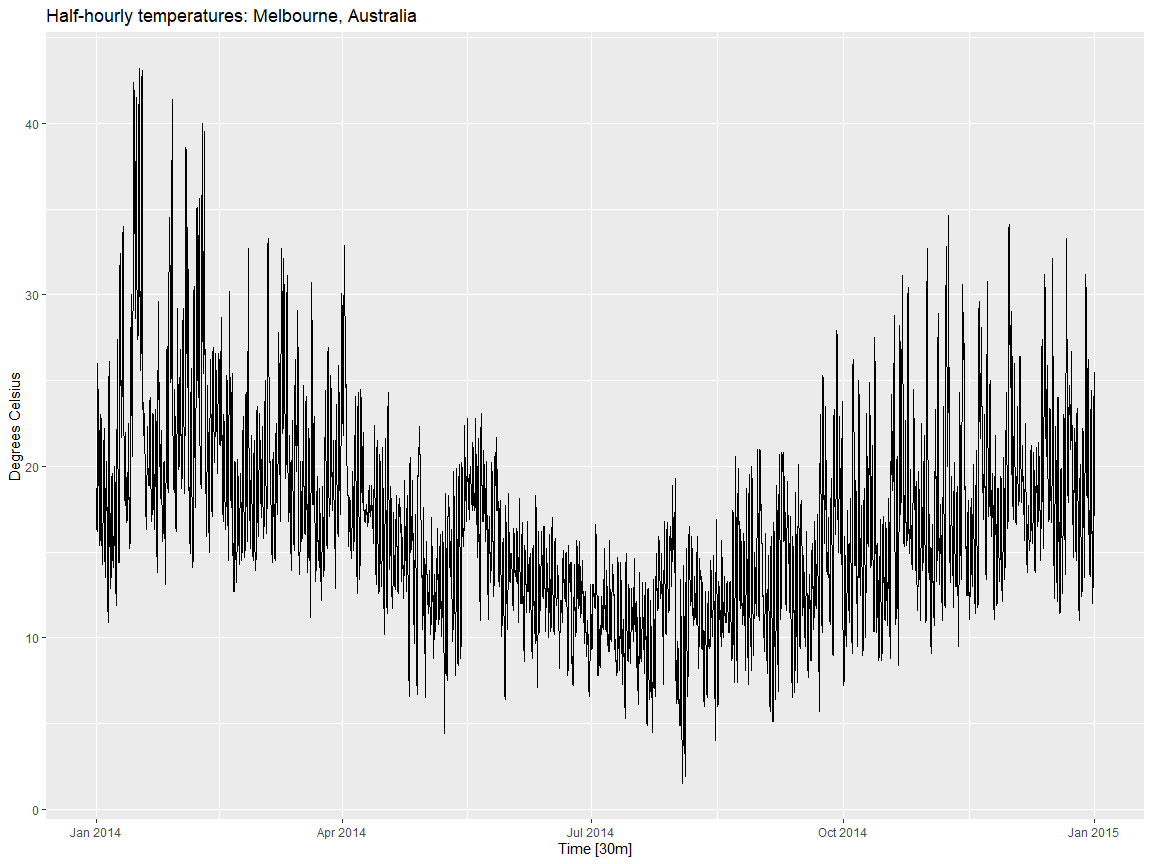 Half-hourly temperatures: Melbourne, Australia
40
30
20
10
0
Degrees Celsius
Jan 2014
Apr 2014
Jul 2014
Oct 2014
Jan 2015
Time [30m]